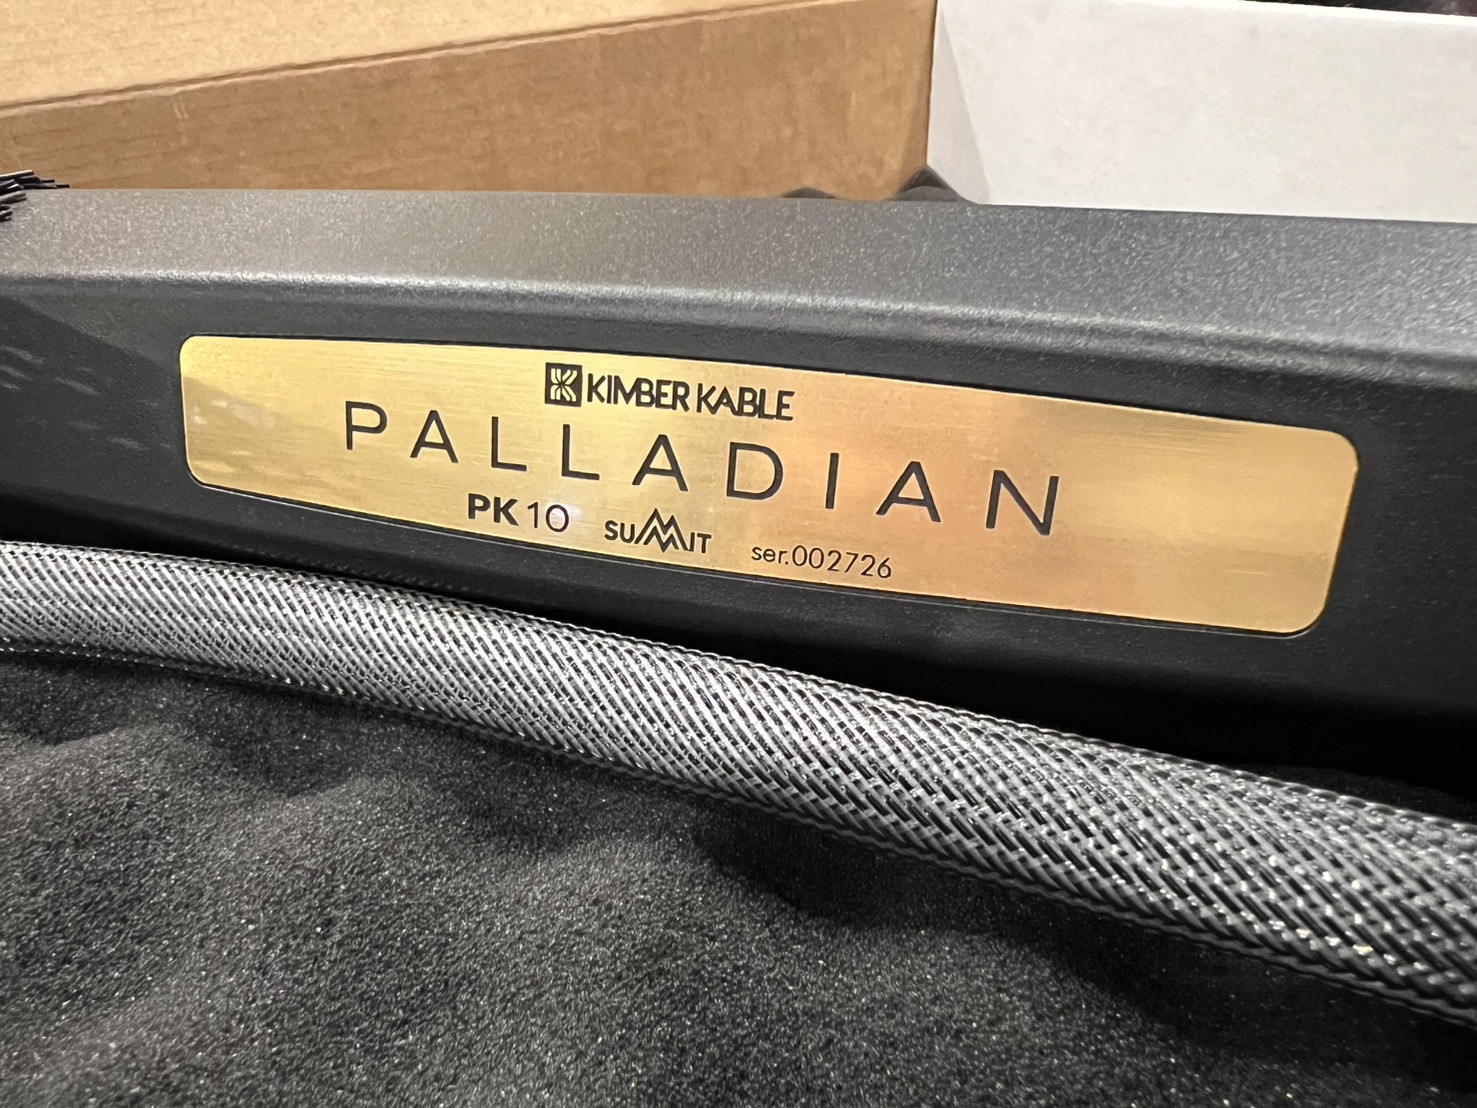 KIMBER KABLE
PALLADIAN
PK10 SUMMIT ser.002726